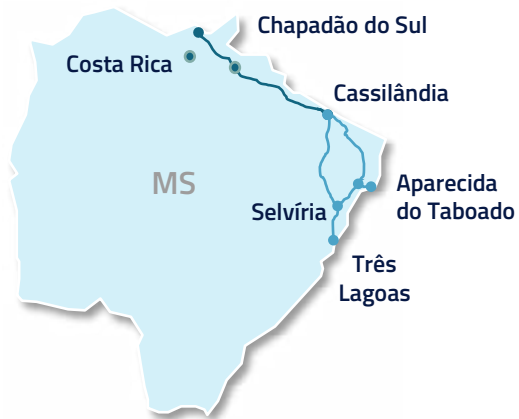 Chapadão do Sul
Costa Rica
Cassilândia
MS
Aparecida
do Taboado
Selvíria
Três
Lagoas